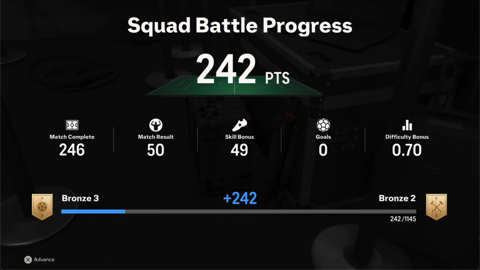 Squad Battle Progress
242 PTS
Match Complete
246
Match Result
50
Skill Bonus
49
Goals
0
Difficulty Bonus
0.70
Bronze 3
+242
Bronze 2
242 /1145
Advance